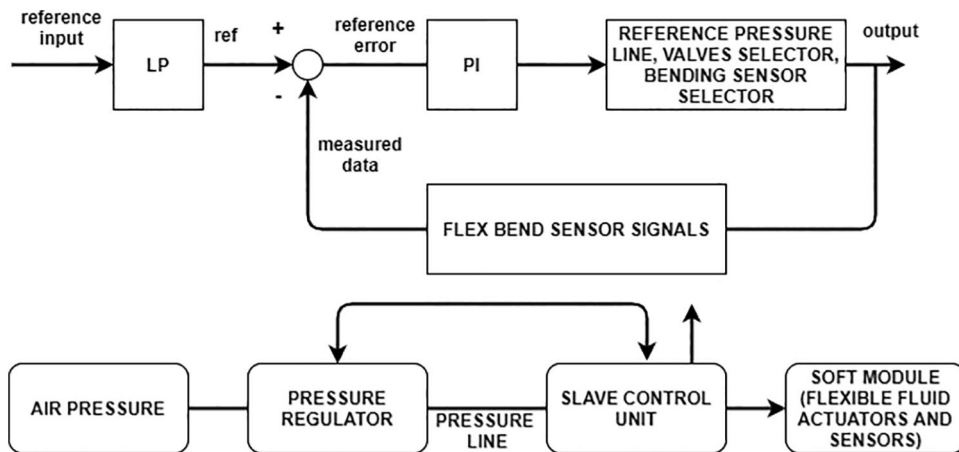 reference
input
LP
ref
+
-
reference
error
PI
REFERENCE PRESSURE
LINE, VALVES SELECTOR,
BENDING SENSOR
SELECTOR
output
measured
data
FLEX BEND SENSOR SIGNALS
AIR PRESSURE
PRESSURE
REGULATOR
PRESSURE
LINE
SLAVE CONTROL
UNIT
SOFT MODULE
(FLEXIBLE FLUID
ACTUATORS AND
SENSORS)